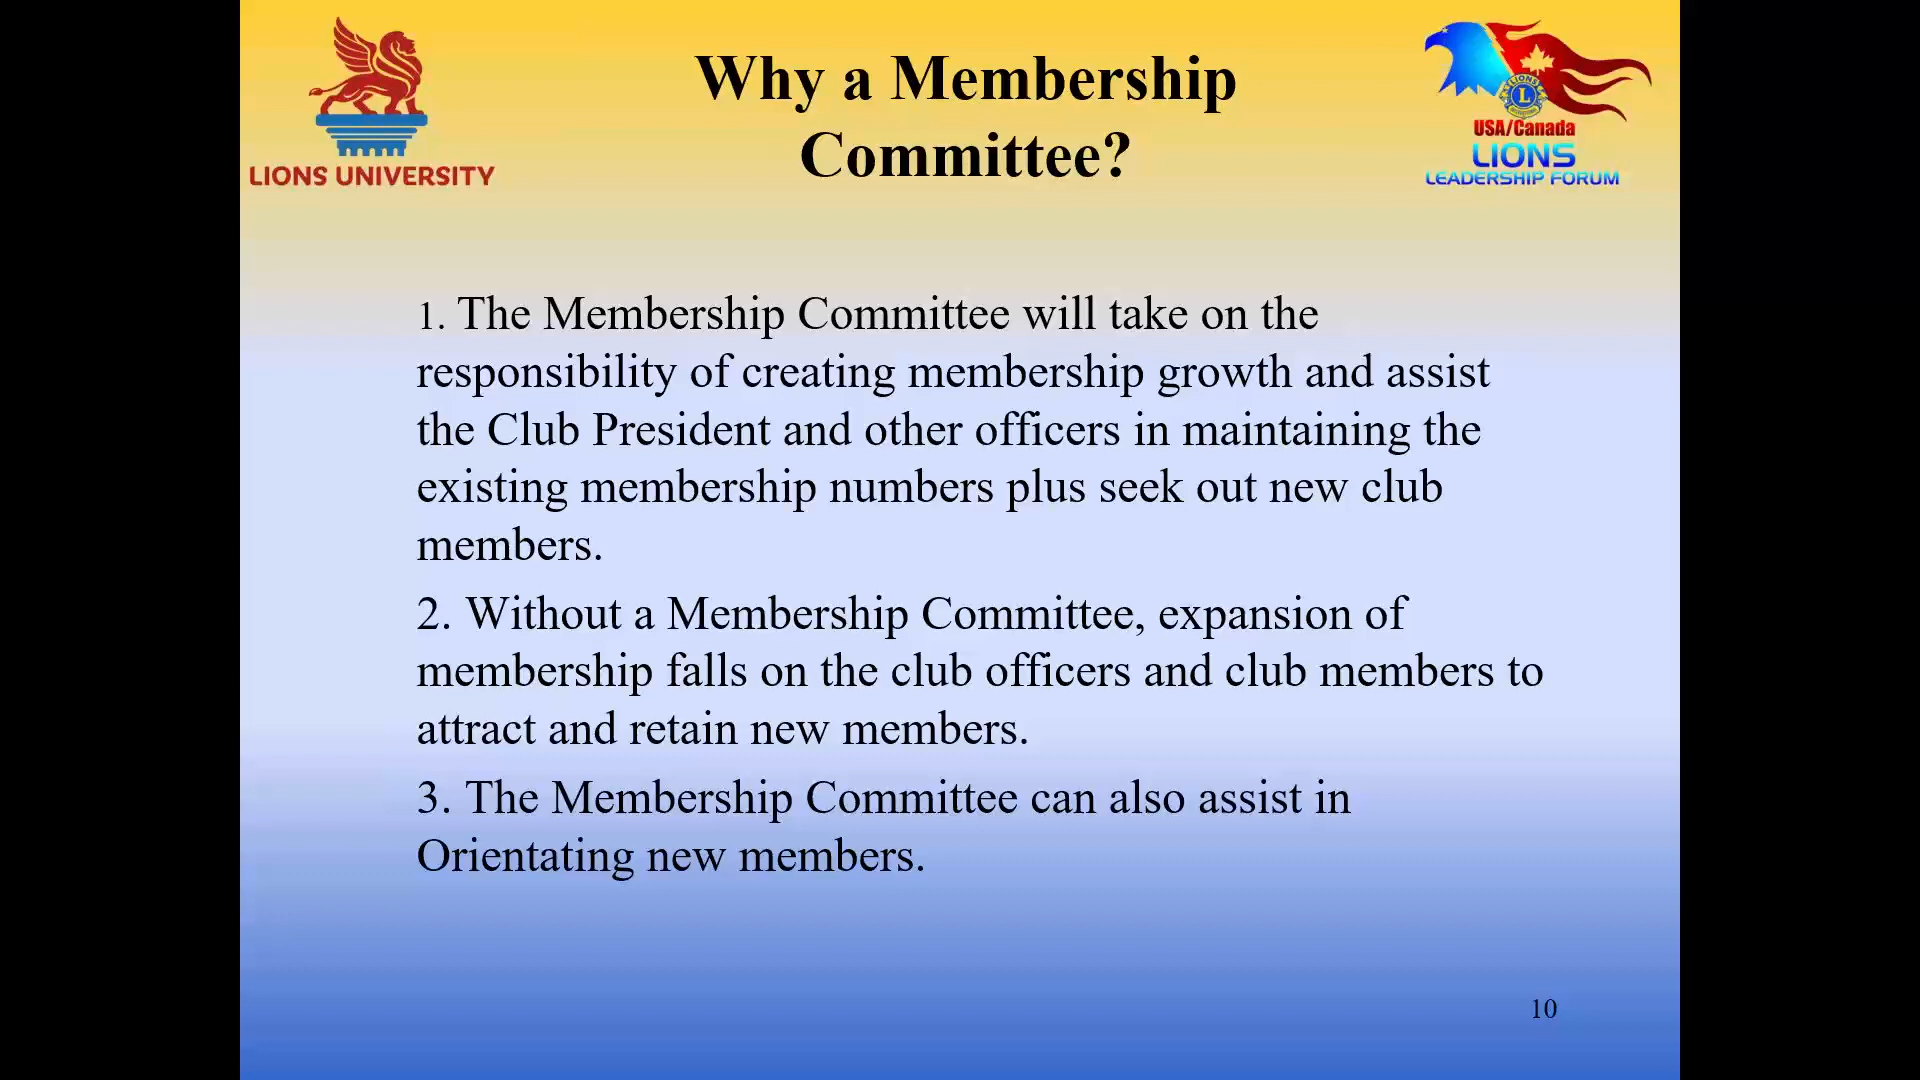 LIONS UNIVERSITY
Why a Membership
Committee?
LIONS
L
USA/Canada
LIONS
LEADERSHIP FORUM
1. The Membership Committee will take on the
responsibility of creating membership growth and assist
the Club President and other officers in maintaining the
existing membership numbers plus seek out new club
members.
2. Without a Membership Committee, expansion of
membership falls on the club officers and club members to
attract and retain new members.
3. The Membership Committee can also assist in
Orientating new members.
10